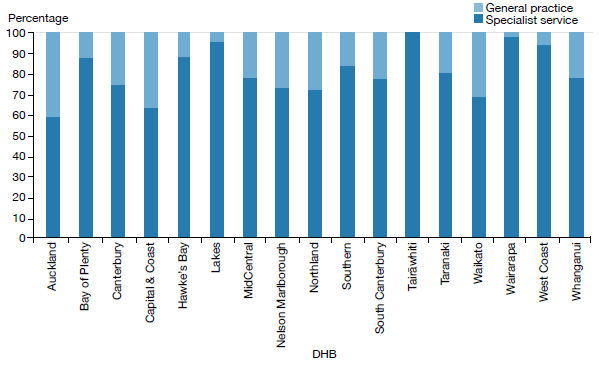 General practice
Specialist service
Percentage
100
90
80
70
60
50
40
30
20
10
0
Auckland
Bay of Plenty
Canterbury
Capital & Coast
Hawke's Bay
Lakes
MidCentral
Nelson Marlborough
Northland
Southern
South Canterbury
Tairāwhiti
Taranaki
Waikato
Wairarapa
West Coast
Whanganui
DHB